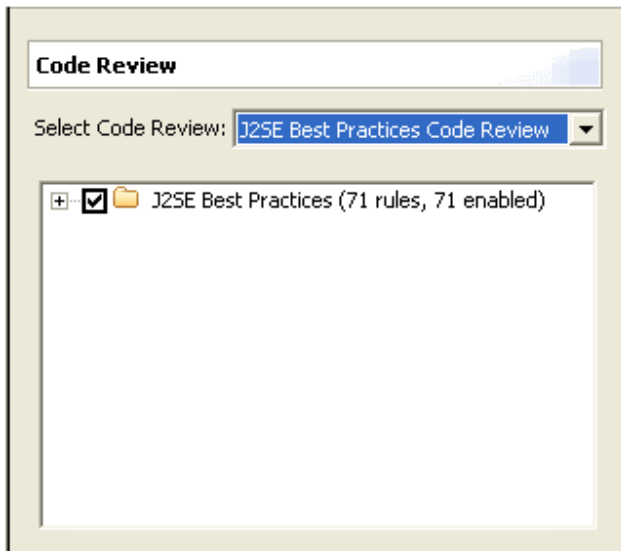 Code Review
Select Code Review: J2SE Best Practices Code Review
J2SE Best Practices (71 rules, 71 enabled)